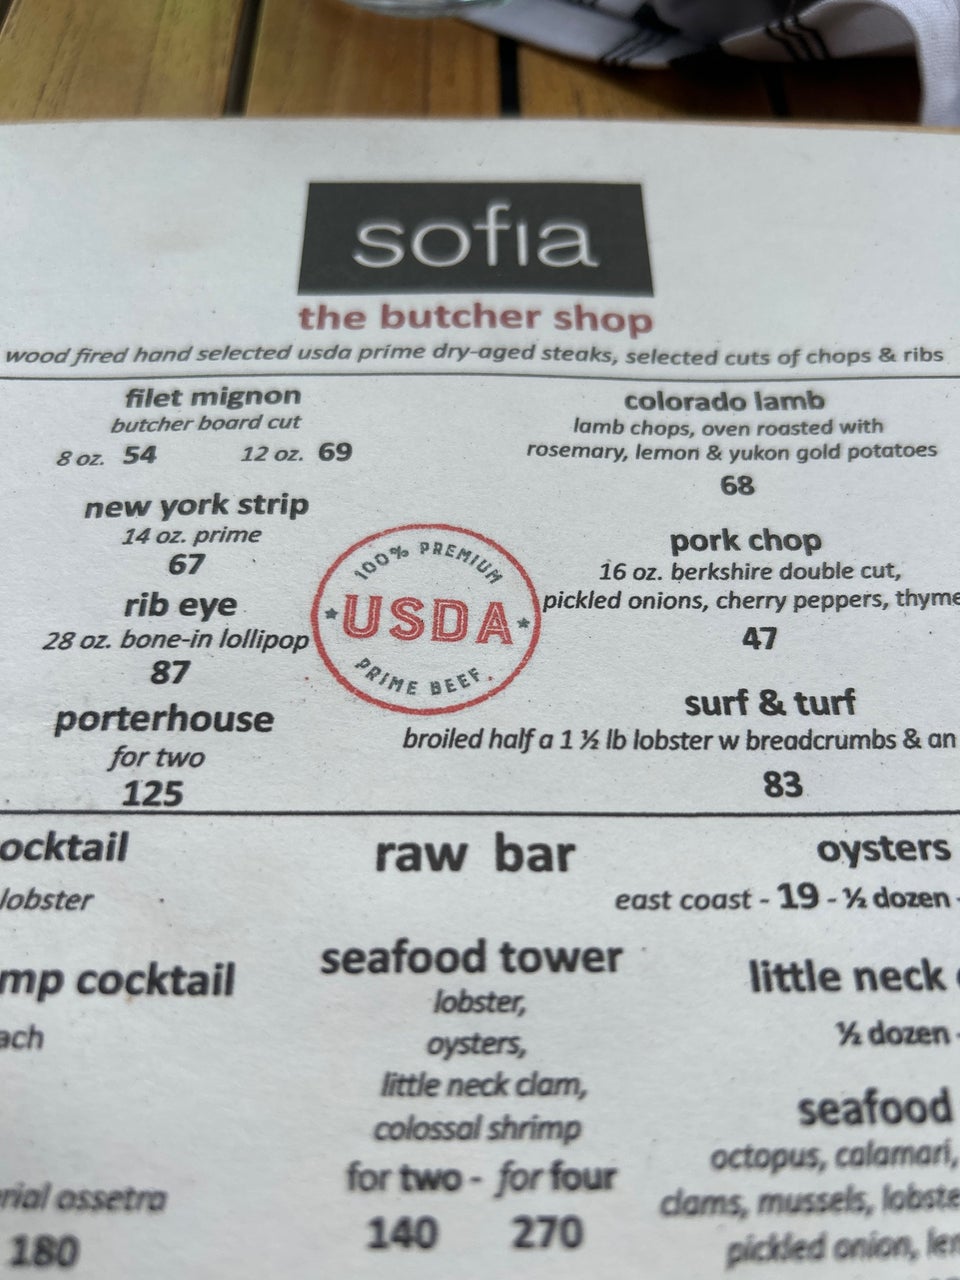 sofia
the butcher shop
wood fired hand selected usda prime dry-aged steaks, selected cuts of chops & ribs
filet mignon
butcher board cut
8 oz. 54 12 oz. 69
new york strip
14 oz. prime
67
rib eye
28 oz. bone-in lollipop
87
porterhouse
for two
125
100% PREMIUM
USDA
PRIME BEEF
colorado lamb
lamb chops, oven roasted with
rosemary, lemon & yukon gold potatoes
68
pork chop
16 oz. berkshire double cut,
pickled onions, cherry peppers, thyme
47
surf & turf
broiled half a 1 ½ lb lobster w breadcrumbs & an
83
ocktail
lobster
mp cocktail
ach
rial ossetra
180
raw bar
seafood tower
lobster,
oysters,
little neck clam,
colossal shrimp
for two - for four
140 270
oysters
east coast - 19 - ½ dozen -
little neck
½ dozen -
seafood
octopus, calamari,
clams, mussels, lobste
pickled onion, ler